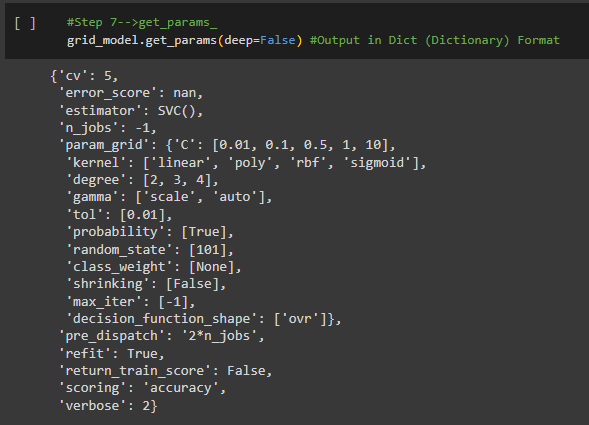 [ ] #Step 7-->get_params_
grid_model.get_params(deep=False) #Output in Dict (Dictionary) Format
{'cv': 5,
'error_score': nan,
'estimator': SVC(),
'n_jobs': -1,
'param_grid': {'C': [0.01, 0.1, 0.5, 1, 10],
'kernel': ['linear', 'poly', 'rbf', 'sigmoid'],
'degree': [2, 3, 4],
'gamma': ['scale', 'auto'],
'tol': [0.01],
'probability': [True],
'random_state': [101],
'class_weight': [None],
'shrinking': [False],
'max_iter': [-1],
'decision_function_shape': ['ovr']},
'pre_dispatch': '2*n_jobs',
'refit': True,
'return_train_score': False,
'scoring': 'accuracy',
'verbose': 2}